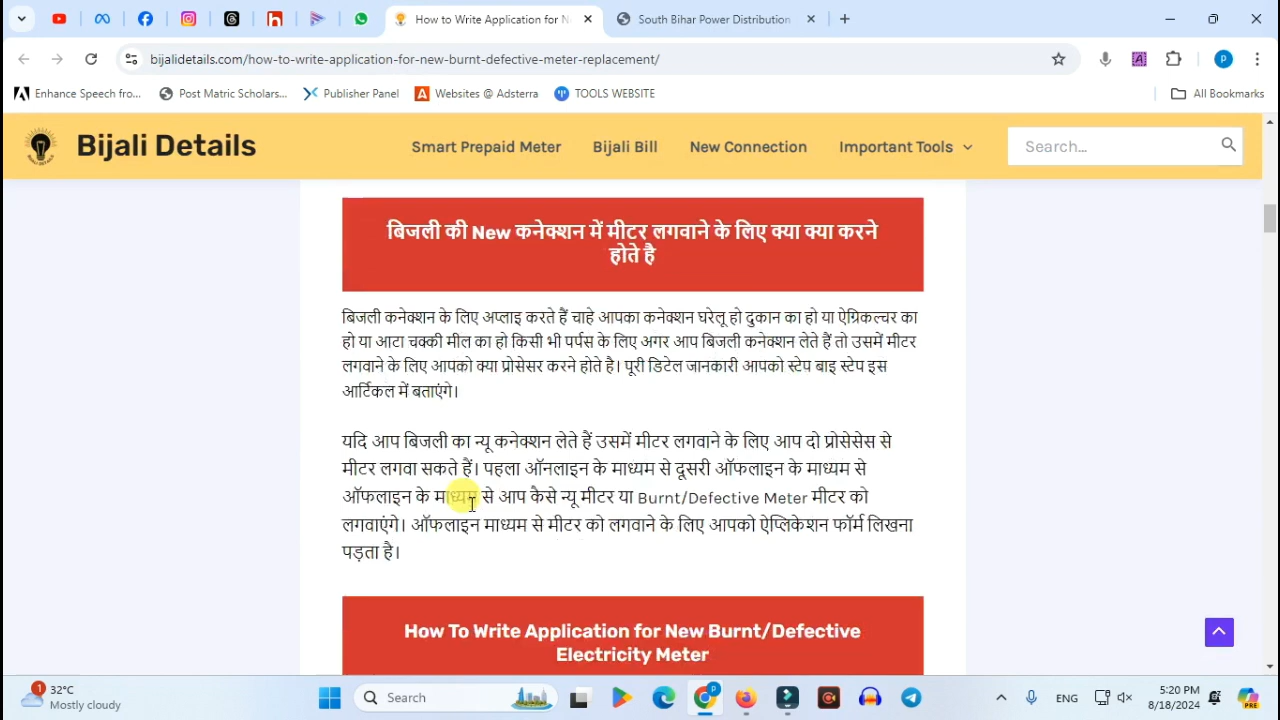 How to Write Application for N
South Bihar Power Distribution
bijalidetails.com/how-to-write-application-for-new-burnt-defective-meter-replacement/
P
Enhance Speech fro...
Post Matric Scholars...
Publisher Panel
Websites @ Adsterra
TOOLS WEBSITE
All Bookmarks
Bijali Details
Smart Prepaid Meter
Bijali Bill
New Connection
Important Tools
Search...
बिजली की New कनेक्शन में मीटर लगवाने के लिए क्या क्या करने
होते है
बिजली कनेक्शन के लिए अप्लाइ करते हैं चाहे आपका कनेक्शन घरेलू हो दुकान का हो या ऐग्रिकल्चर का
हो या आटा चक्की मील का हो किसी भी पर्पस के लिए अगर आप बिजली कनेक्शन लेते हैं तो उसमें मीटर
लगवाने के लिए आपको क्या प्रोसेसर करने होते है। पूरी डिटेल जानकारी आपको स्टेप बाइ स्टेप इस
आर्टिकल में बताएंगे।
यदि आप बिजली का न्यू कनेक्शन लेते हैं उसमें मीटर लगवाने के लिए आप दो प्रोसेसेस से
मीटर लगवा सकते हैं। पहला ऑनलाइन के माध्यम से दूसरी ऑफलाइन के माध्यम से
ऑफलाइन के माध्यम से आप कैसे न्यू मीटर या Burnt/Defective Meter मीटर को
लगवाएंगे। ऑफलाइन माध्यम से मीटर को लगवाने के लिए आपको ऐप्लिकेशन फॉर्म लिखना
पड़ता है।
How To Write Application for New Burnt/Defective
Electricity Meter
1
32°C
Mostly cloudy
Search
ENG
5:20 PM
8/18/2024
PRE